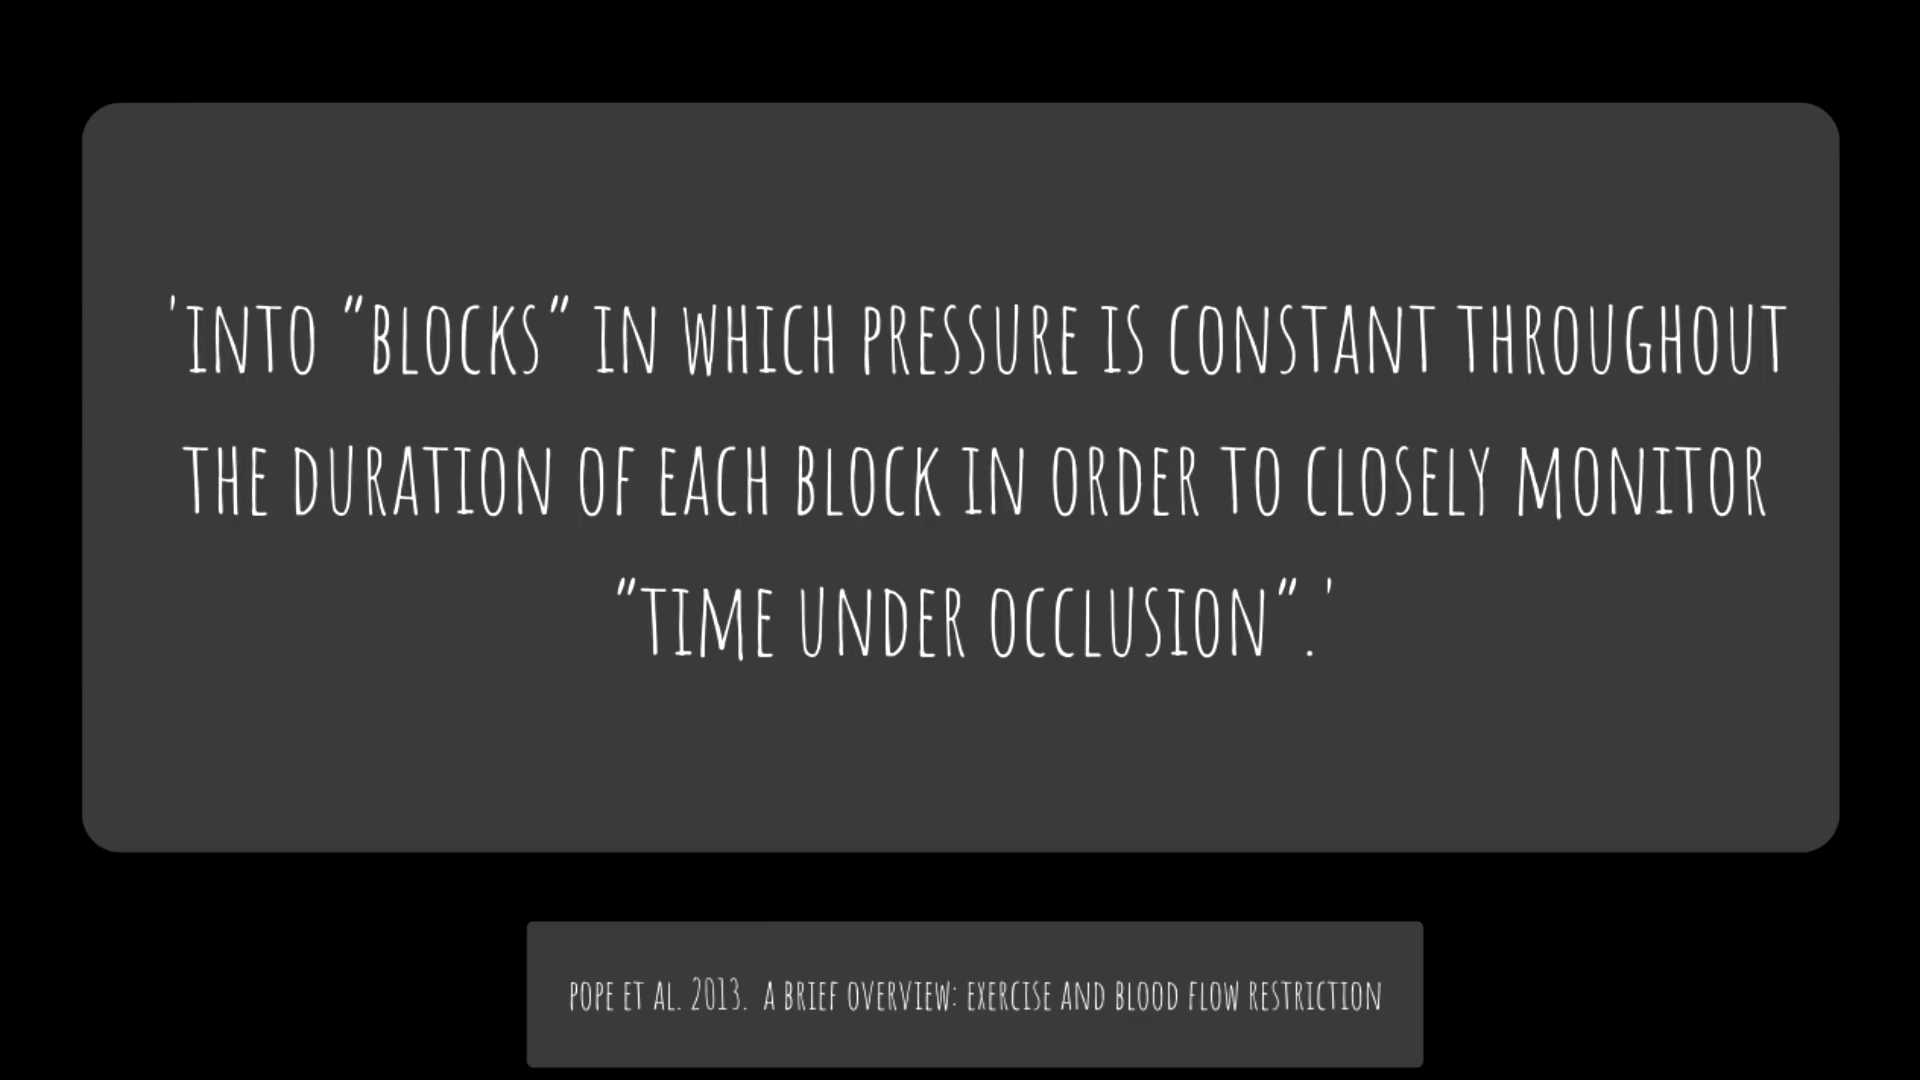 'INTO "BLOCKS" IN WHICH PRESSURE IS CONSTANT THROUGHOUT
THE DURATION OF EACH BLOCK IN ORDER TO CLOSELY MONITOR
"TIME UNDER OCCLUSION".'
POPE ET AL. 2013. A BRIEF OVERVIEW: EXERCISE AND BLOOD FLOW RESTRICTION